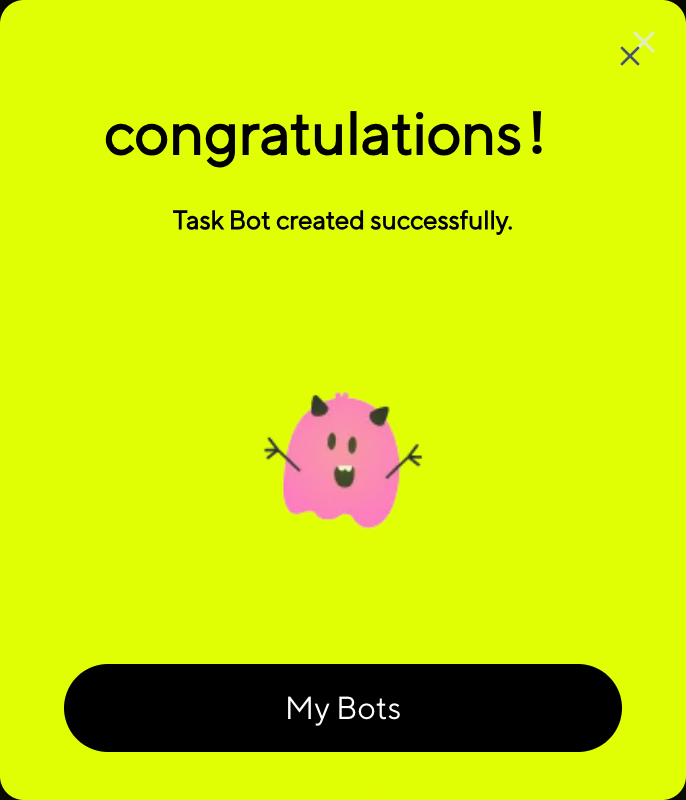 congratulations!
Task Bot created successfully.
My Bots